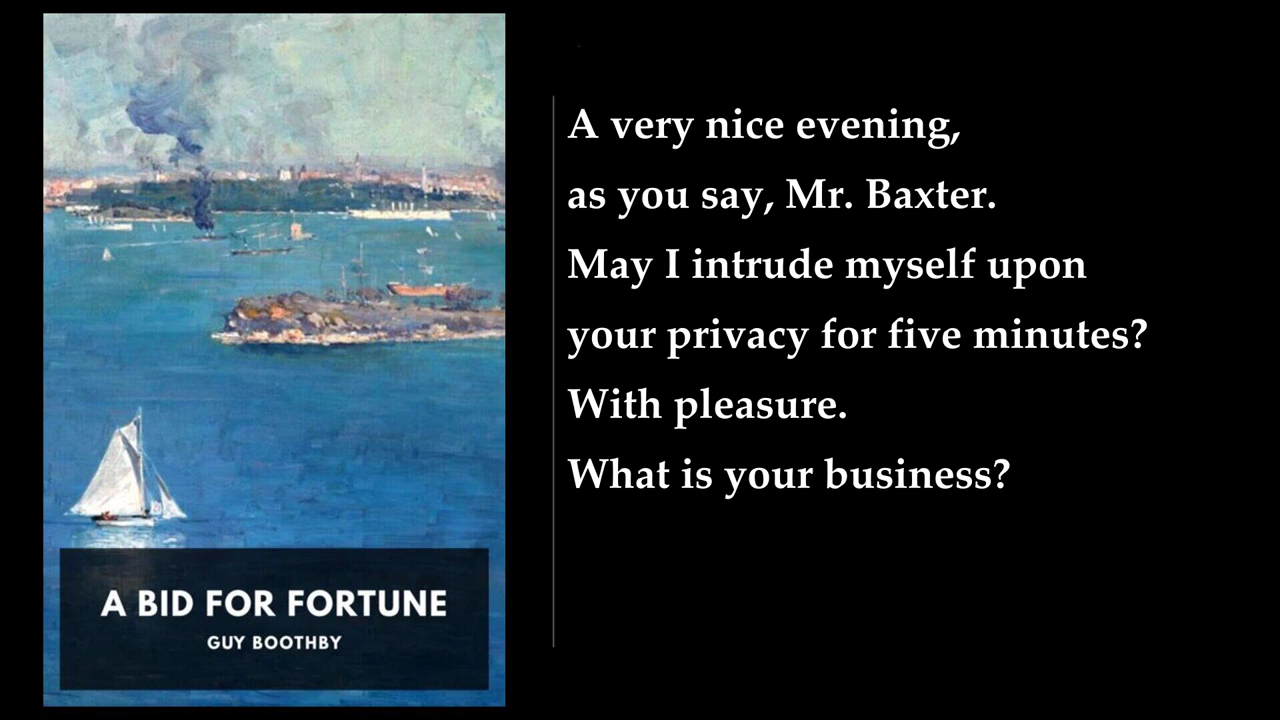 A BID FOR FORTUNE
GUY BOOTHBY
A very nice evening,
as you say, Mr. Baxter.
May I intrude myself upon
your privacy for five minutes?
With pleasure.
What is your business?